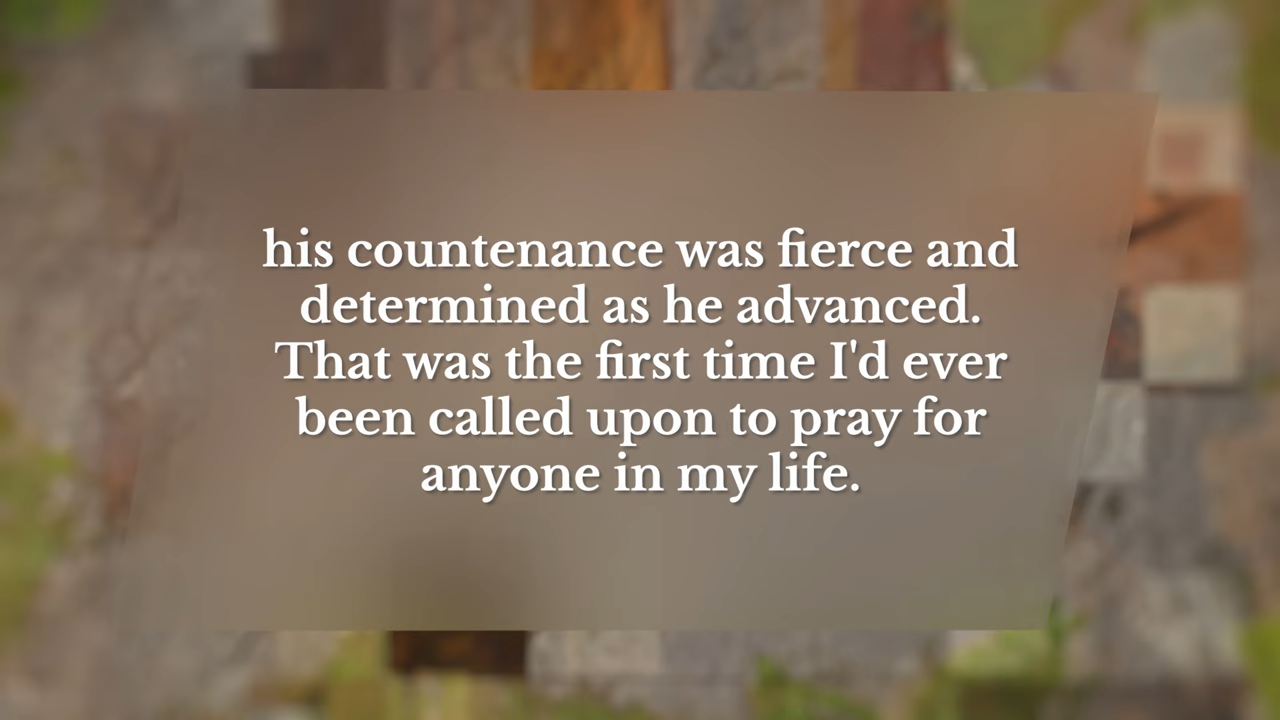 his countenance was fierce and
determined as he advanced.
That was the first time I'd ever
been called upon to pray for
anyone in my life.